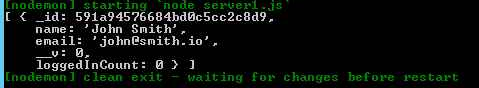 [nodemon] starting `node server1.js`
[ { _id: 591a94576684bd0c5cc2c8d9,
name: 'John Smith',
email: 'john@smith.io',
__v: 0,
loggedInCount: 0 } ]
[nodemon] clean exit - waiting for changes before restart